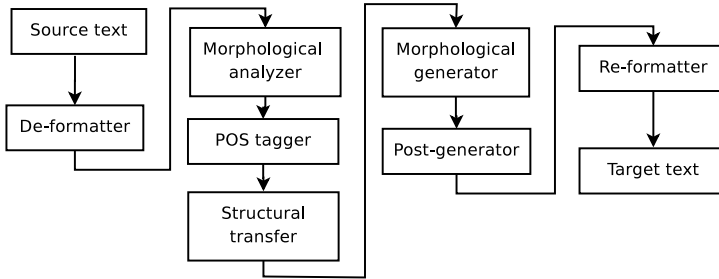 Source text
De-formatter
Morphological
analyzer
POS tagger
Structural
transfer
Morphological
generator
Post-generator
Re-formatter
Target text